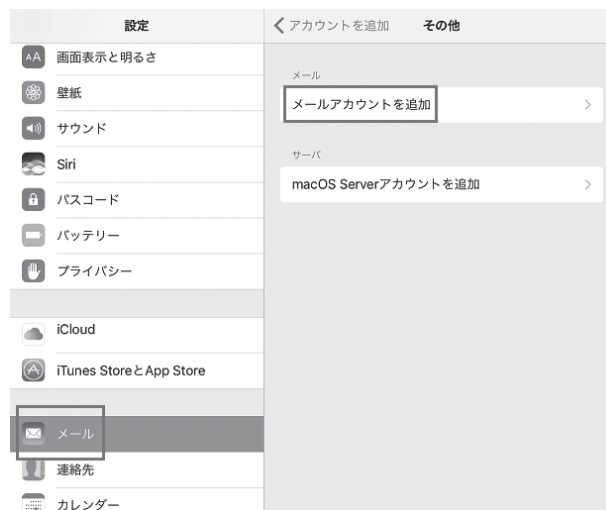 設定
AA 画面表示と明るさ
壁紙
サウンド
Siri
パスコード
バッテリー
プライバシー
iCloud
iTunes StoreとApp Store
メール
連絡先
カレンダー
アカウントを追加 その他
メール
メールアカウントを追加
サーバ
macOS Serverアカウントを追加